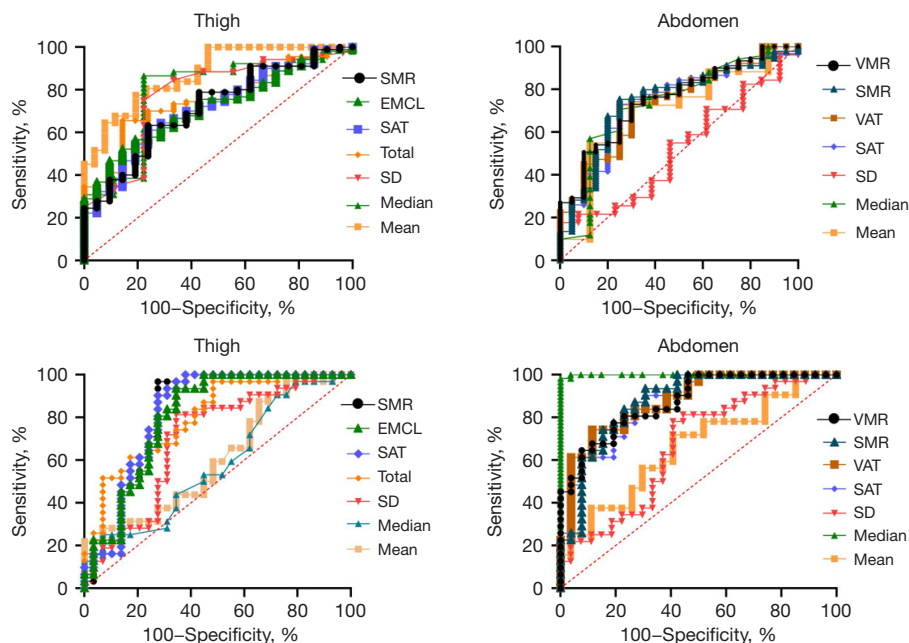 Thigh
Sensitivity, %
100
80
60
40
20
0
0 20 40 60 80 100
100–Specificity, %
SMR
EMCL
SAT
Total
SD
Median
Mean
Abdomen
Sensitivity, %
100
80
60
40
20
0
0 20 40 60 80 100
100–Specificity, %
VMR
SMR
VAT
SAT
SD
Median
Mean
Thigh
Sensitivity, %
100
80
60
40
20
0
0 20 40 60 80 100
100–Specificity, %
SMR
EMCL
SAT
Total
SD
Median
Mean
Abdomen
Sensitivity, %
100
80
60
40
20
0
0 20 40 60 80 100
100–Specificity, %
VMR
SMR
VAT
SAT
SD
Median
Mean